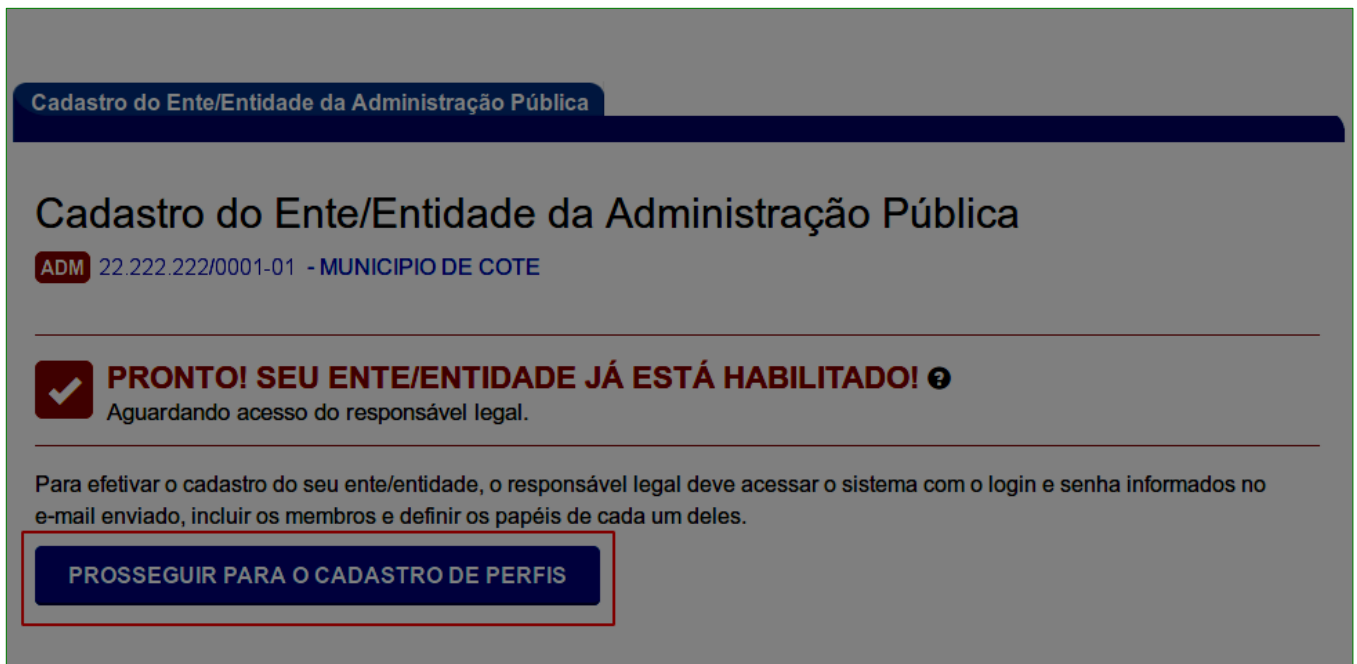 Cadastro do Ente/Entidade da Administração Pública
Cadastro do Ente/Entidade da Administração Pública
ADM 22.222.222/0001-01 - MUNICIPIO DE COTE
PRONTO! SEU ENTE/ENTIDADE JÁ ESTÁ HABILITADO! ?
Aguardando acesso do responsável legal.
Para efetivar o cadastro do seu ente/entidade, o responsável legal deve acessar o sistema com o login e senha informados no
e-mail enviado, incluir os membros e definir os papéis de cada um deles.
PROSSEGUIR PARA O CADASTRO DE PERFIS